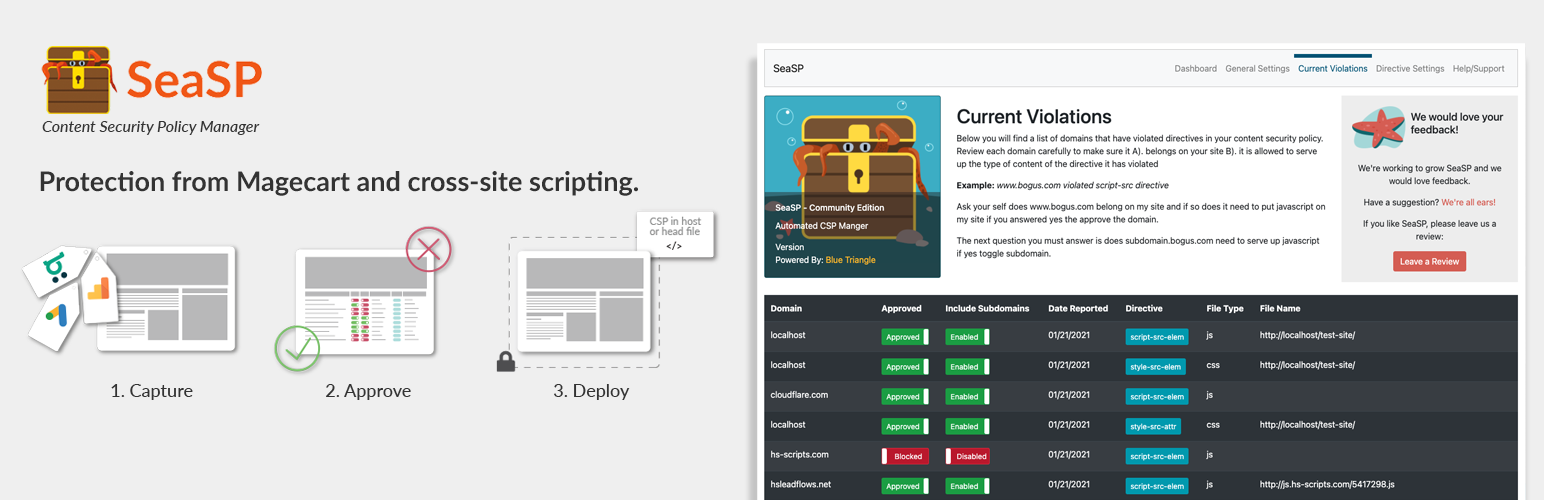 SeaSP
Content Security Policy Manager
Protection from Magecart and cross-site scripting.
CSP in host
or head file
</>
1. Capture
2. Approve
3. Deploy
SeaSP
Dashboard General Settings Current Violations Directive Settings Help/Support
SeaSP - Community Edition
Automated CSP Manger
Version
Powered By: Blue Triangle
Current Violations
Below you will find a list of domains that have violated directives in your content security policy.
Review each domain carefully to make sure it A). belongs on your site B). it is allowed to serve
up the type of content of the directive it has violated
Example: www.bogus.com violated script-src directive
Ask your self does www.bogus.com belong on my site and if so does it need to put javascript on
my site if you answered yes the approve the domain.
The next question you must answer is does subdomain.bogus.com need to serve up javascript
if yes toggle subdomain.
We would love your
feedback!
We're working to grow SeaSP and we
would love feedback.
Have a suggestion? We're all ears!
If you like SeaSP, please leave us a
review:
Leave a Review
Domain Approved Include Subdomains Date Reported Directive File Type File Name
localhost Approved Enabled 01/21/2021 script-src-elem js http://localhost/test-site/
localhost Approved Enabled 01/21/2021 style-src-elem css http://localhost/test-site/
cloudflare.com Approved Enabled 01/21/2021 script-src-elem js
localhost Approved Enabled 01/21/2021 style-src-attr css http://localhost/test-site/
hs-scripts.com Blocked Disabled 01/21/2021 script-src-elem js
hsleadflows.net Approved Enabled 01/21/2021 script-src-elem js http://js.hs-scripts.com/5417298.js